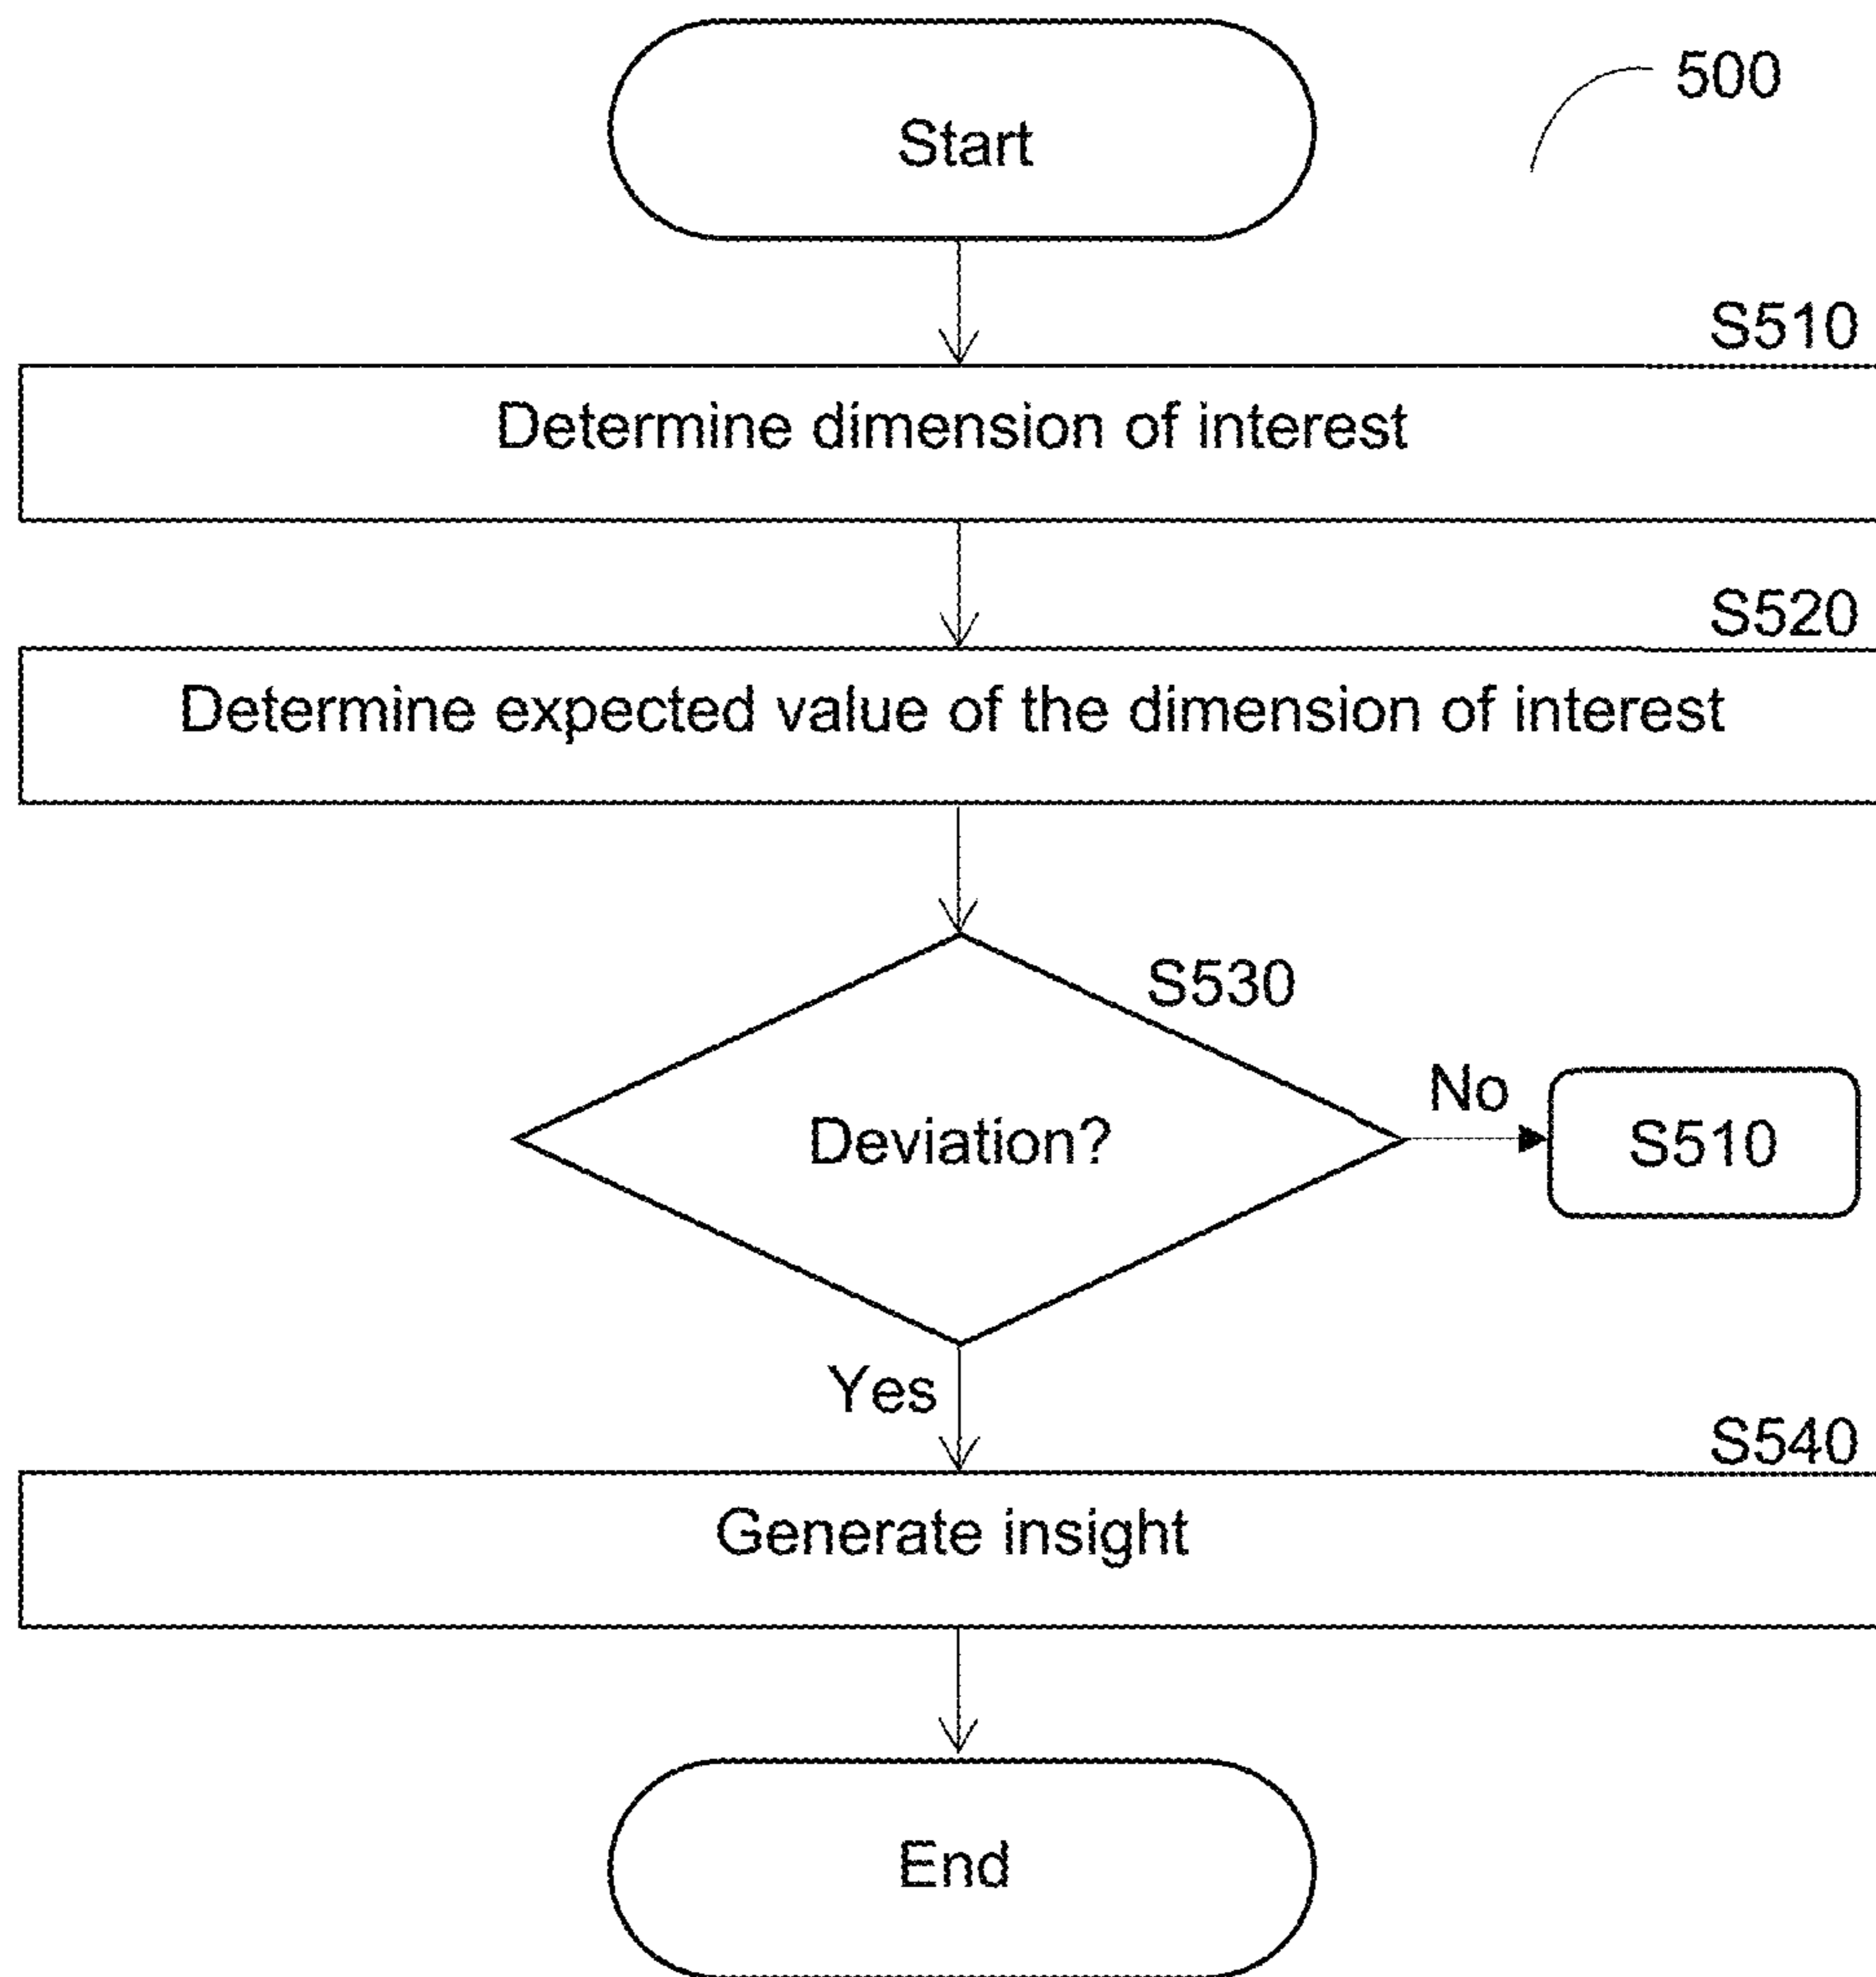 Start
500
S510
Determine dimension of interest
S520
Determine expected value of the dimension of interest
S530
Deviation?
No
S510
Yes
S540
Generate insight
End